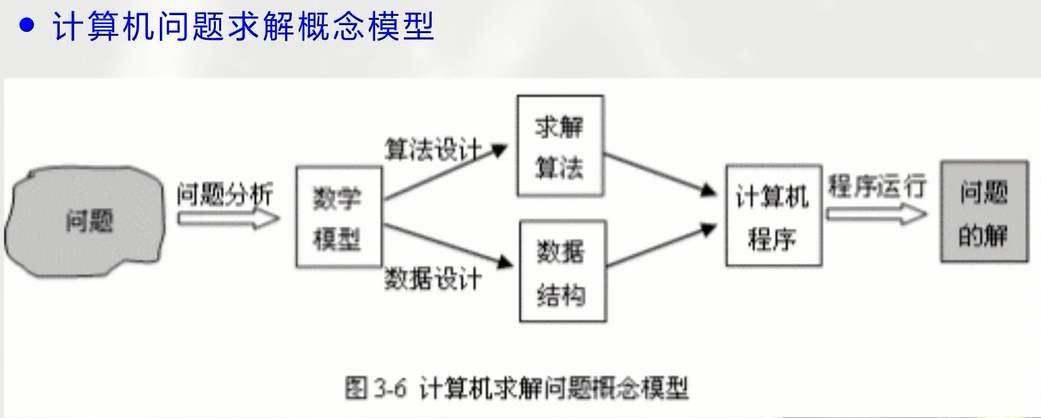 计算机问题求解概念模型
问题
问题分析
数学
模型
算法设计
数据设计
求解
算法
数据
结构
计算机
程序
程序运行
问题
的解
图 3-6 计算机求解问题概念模型